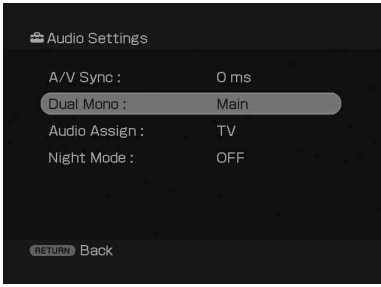 Audio Settings
A/V Sync : 0 ms
Dual Mono : Main
Audio Assign : TV
Night Mode : OFF
RETURN Back